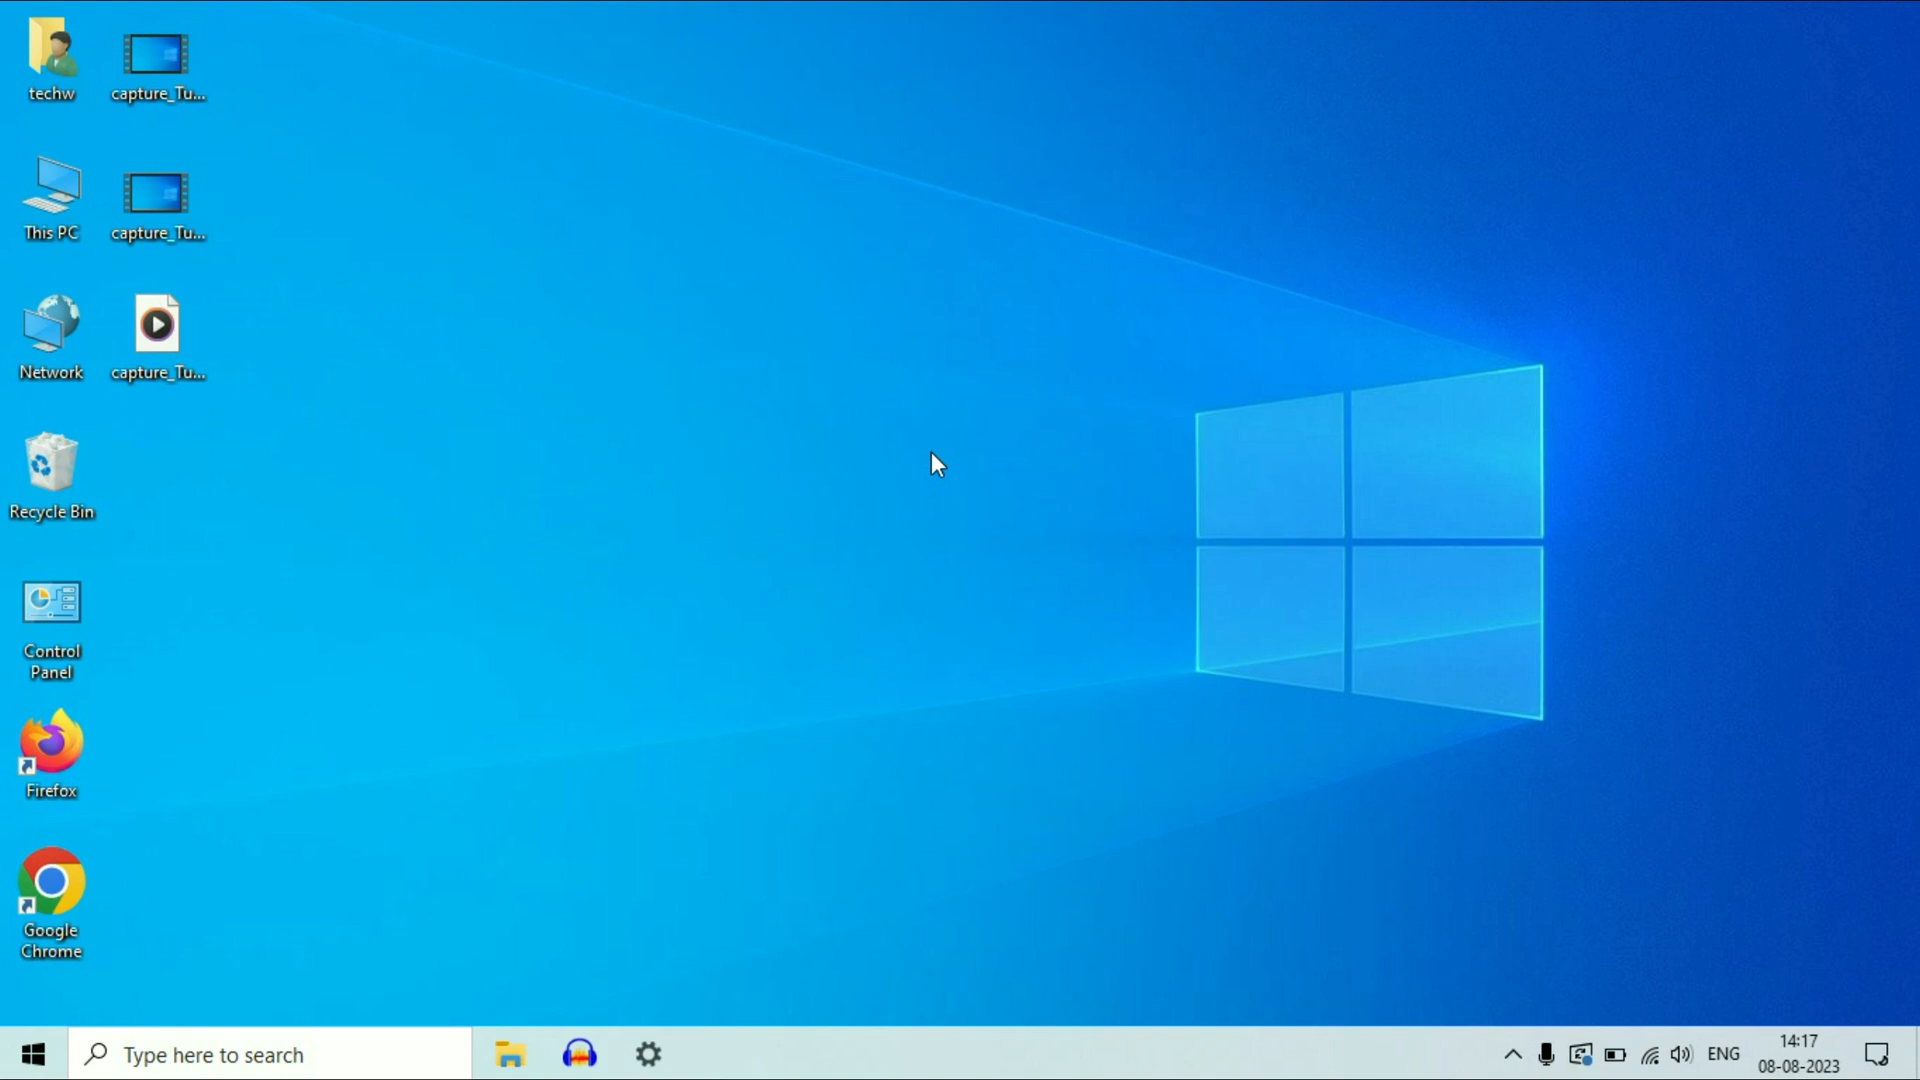 techw
capture_Tu...
This PC
capture_Tu...
Network
capture_Tu...
Recycle Bin
Control
Panel
Firefox
Google
Chrome
Type here to search
ENG
14:17
08-08-2023